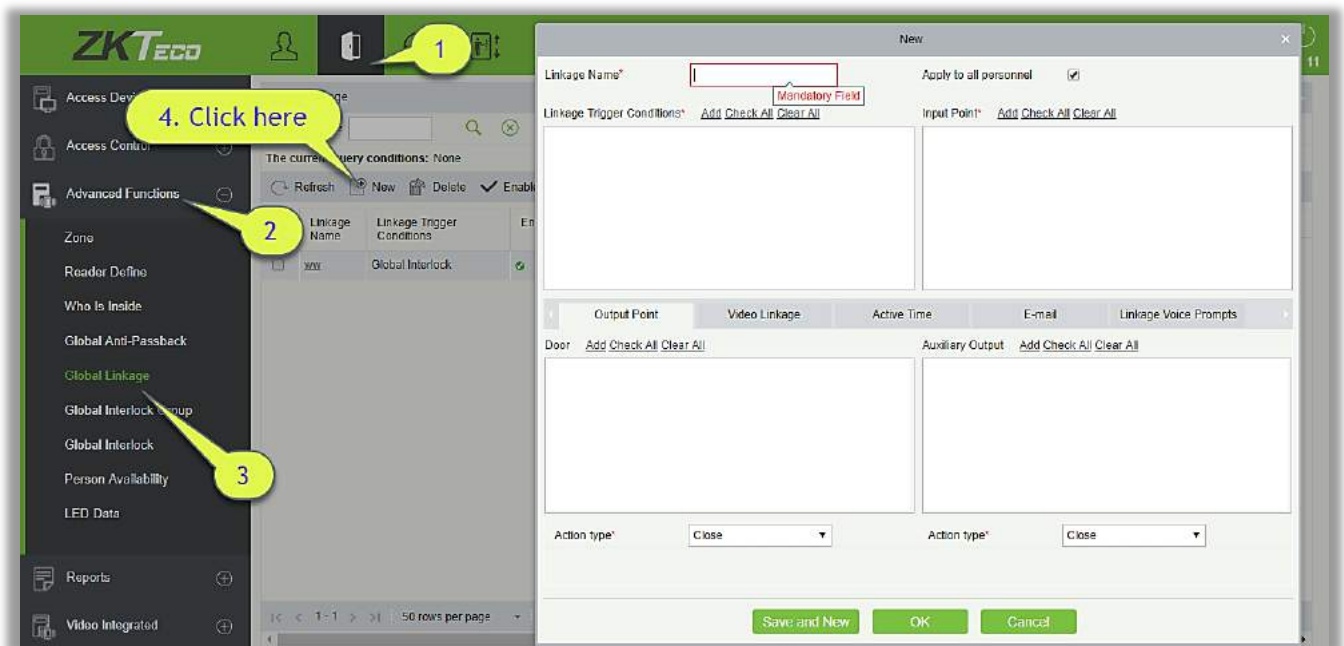 ZKTeco
1
New
11
Access Devi
4. Click here
Access Control
Advanced Functions
2
Zone
Reader Define
Who Is Inside
Global Anti-Passback
Global Linkage
Global Interlock Group
Global Interlock
Person Availability
3
LED Data
Reports
Video Integrated
The current query conditions: None
Refresh New Delete Enabl
Linkage Name Linkage Trigger Conditions En
ww Global Interlock
1-1 50 rows per page
Linkage Name* Apply to all personnel
Mandatory Field
Linkage Trigger Conditions* Add Check All Clear All Input Point* Add Check All Clear All
Output Point Video Linkage Active Time E-mail Linkage Voice Prompts
Door Add Check All Clear All Auxiliary Output Add Check All Clear All
Action type* Close Action type* Close
Save and New OK Cancel